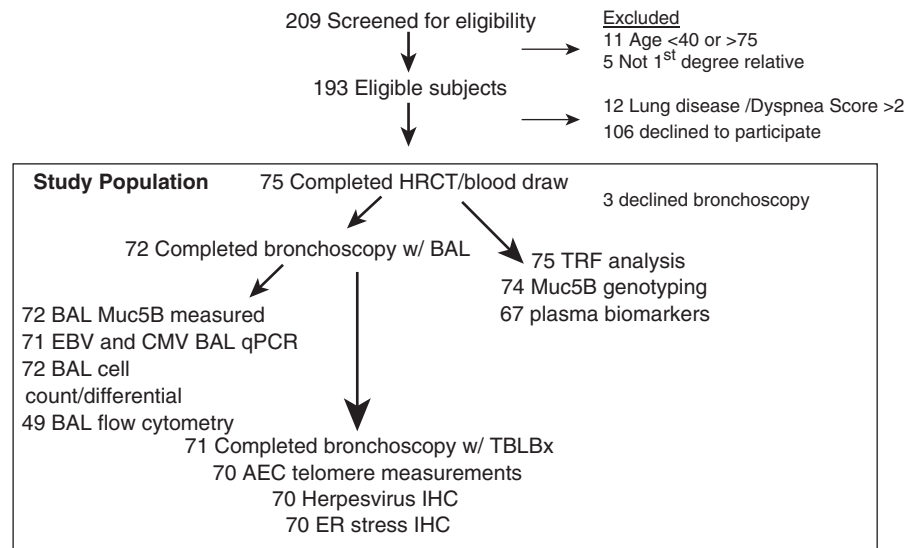 209 Screened for eligibility
Excluded
11 Age <40 or >75
5 Not 1st degree relative
193 Eligible subjects
12 Lung disease /Dyspnea Score >2
106 declined to participate
Study Population
75 Completed HRCT/blood draw
3 declined bronchoscopy
72 Completed bronchoscopy w/ BAL
75 TRF analysis
74 Muc5B genotyping
67 plasma biomarkers
72 BAL Muc5B measured
71 EBV and CMV BAL qPCR
72 BAL cell
count/differential
49 BAL flow cytometry
71 Completed bronchoscopy w/ TBLBx
70 AEC telomere measurements
70 Herpesvirus IHC
70 ER stress IHC